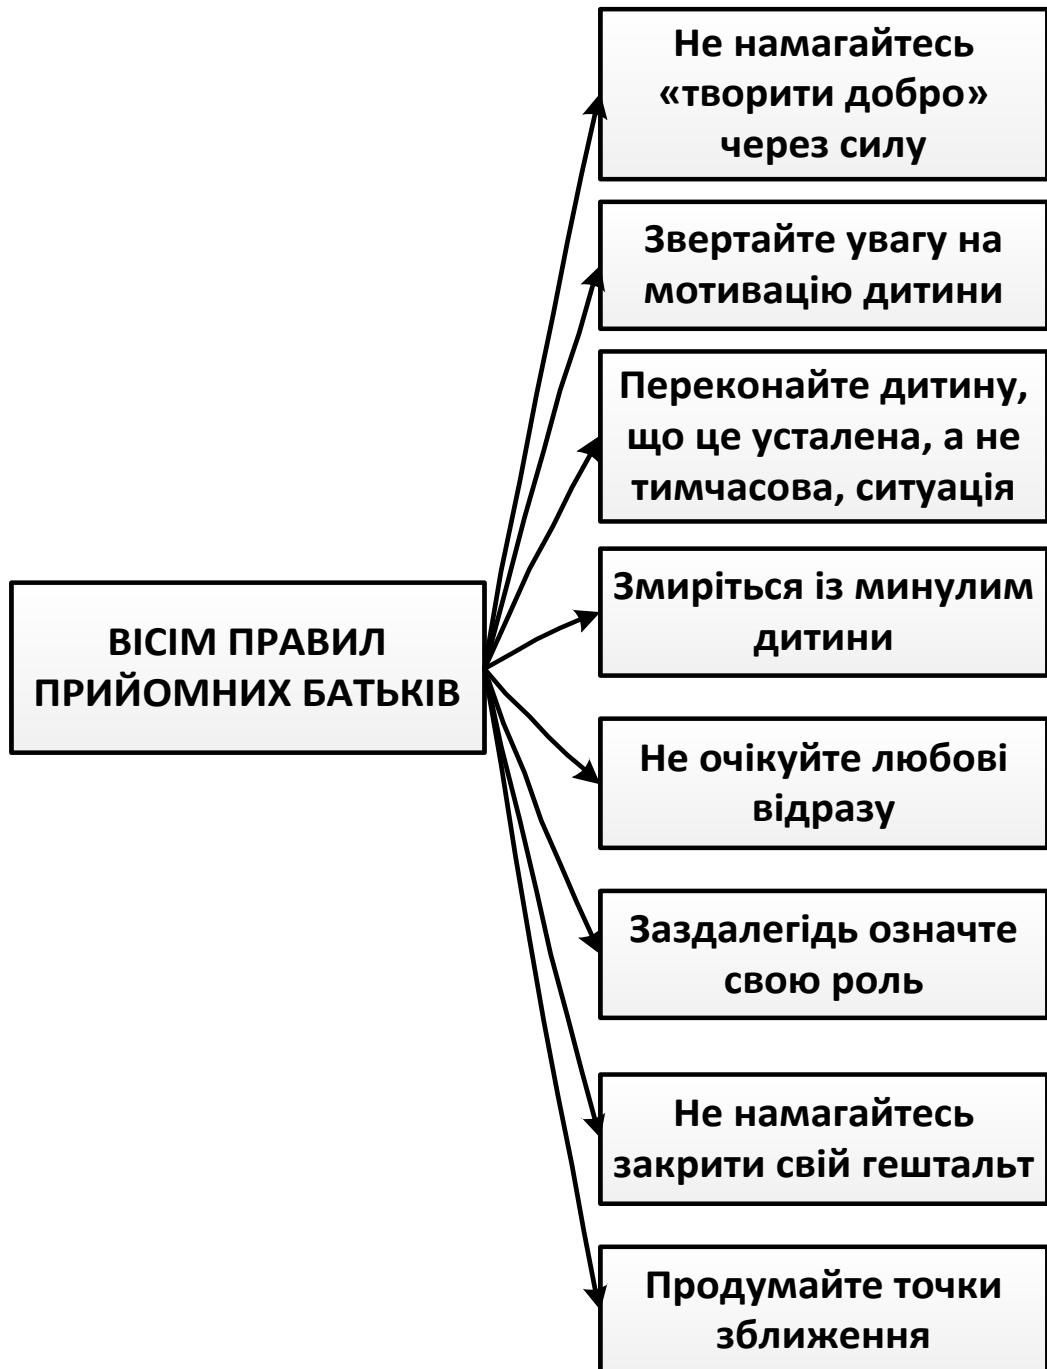 Не намагайтесь
«творити добро»
через силу
Звертайте увагу на
мотивацію дитини
Переконайте дитину,
що це усталена, а не
тимчасова, ситуація
Змиріться із минулим
дитини
ВІСІМ ПРАВИЛ
ПРИЙОМНИХ БАТЬКІВ
Не очікуйте любові
відразу
Заздалегідь означте
свою роль
Не намагайтесь
закрити свій гештальт
Продумайте точки
зближення